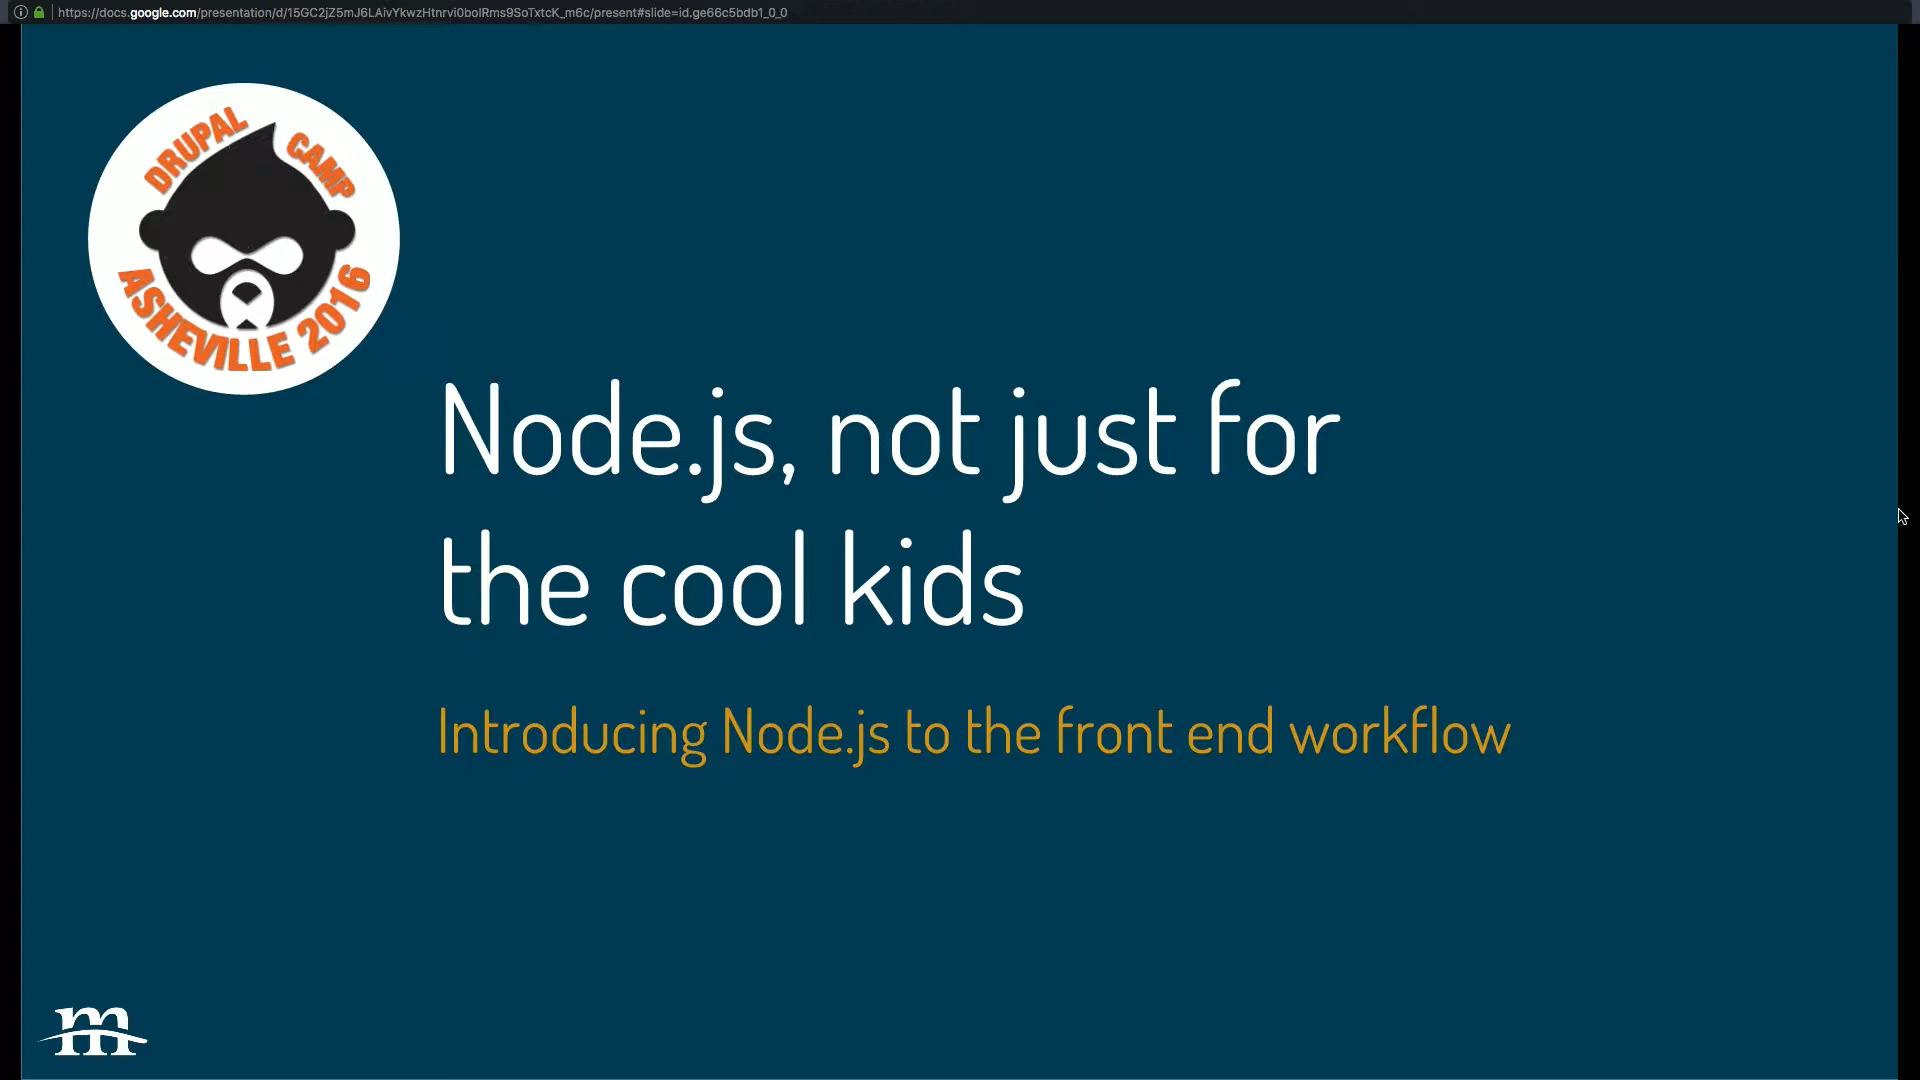 https://docs.google.com/presentation/d/15GC2jZ5mJ6LAivYkwzHtnrvi0bolRms9SoTxtcK_m6c/present#slide=id.ge66c5bdb1_0_0
DRUPAL CAMP
ASHEVILLE 2016
Node.js, not just for
the cool kids
Introducing Node.js to the front end workflow
m